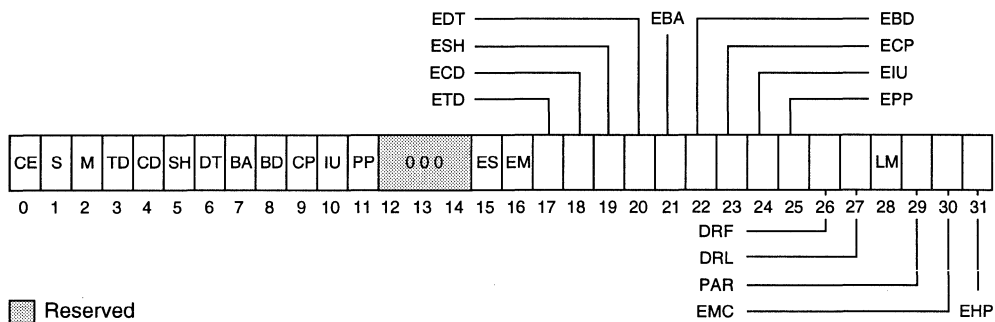 EDT EBA EBD
ESH ECP
ECD EIU
ETD EPP
CE S M TD CD SH DT BA BD CP IU PP 0 0 0 ES EM LM
0 1 2 3 4 5 6 7 8 9 10 11 12 13 14 15 16 17 18 19 20 21 22 23 24 25 26 27 28 29 30 31
DRF
DRL
PAR
EMC EHP
Reserved